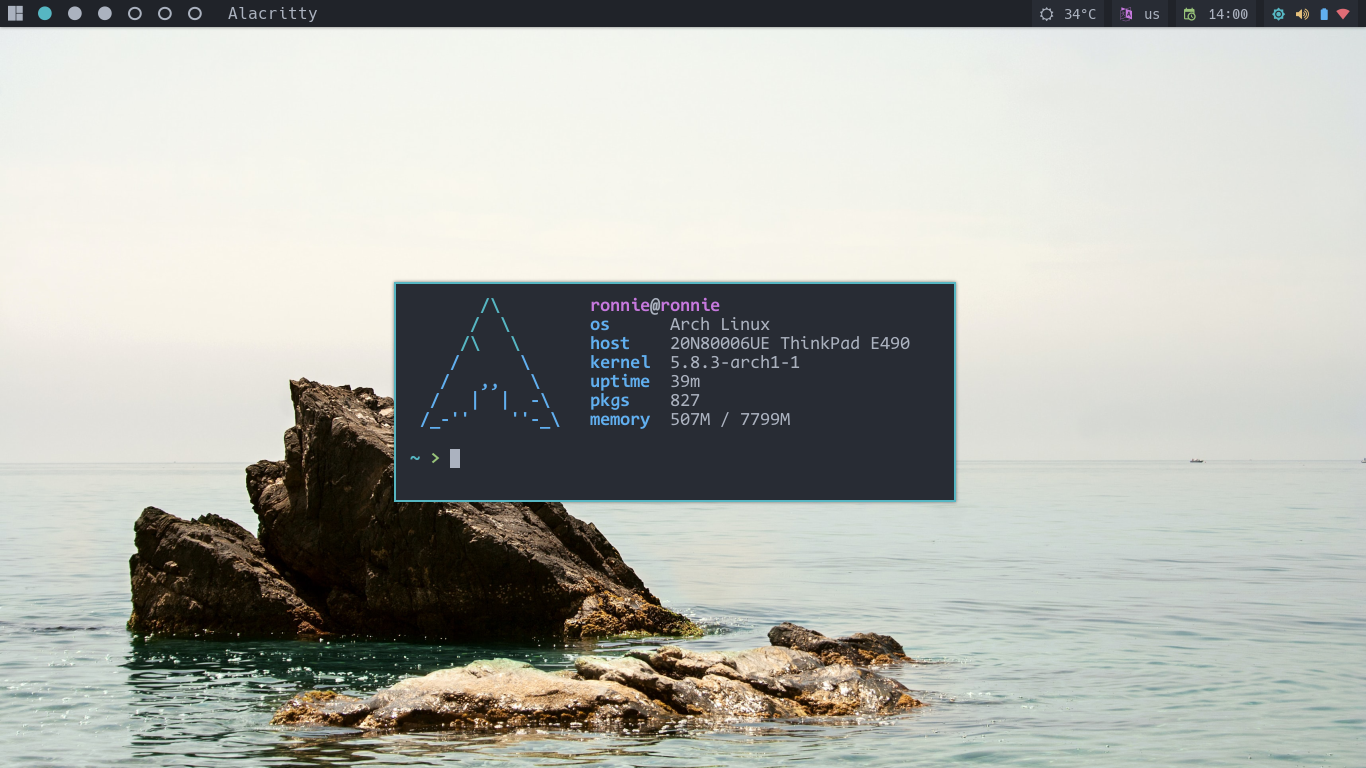 Alacritty
34°C
us
14:00
ronnie@ronnie
os Arch Linux
host 20N80006UE ThinkPad E490
kernel 5.8.3-arch1-1
uptime 39m
pkgs 827
memory 507M / 7799M
~ >